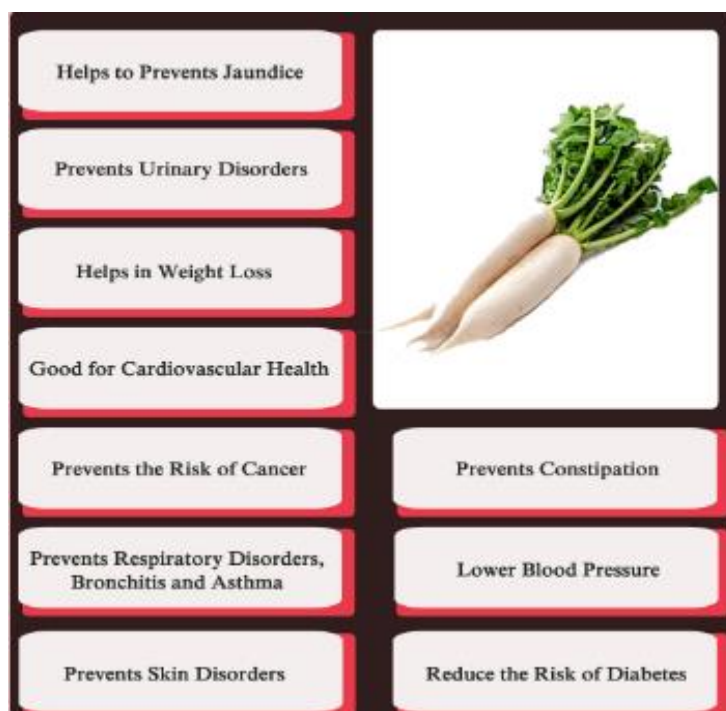 Helps to Prevents Jaundice
Prevents Urinary Disorders
Helps in Weight Loss
Good for Cardiovascular Health
Prevents the Risk of Cancer
Prevents Respiratory Disorders,
Bronchitis and Asthma
Prevents Skin Disorders
Prevents Constipation
Lower Blood Pressure
Reduce the Risk of Diabetes